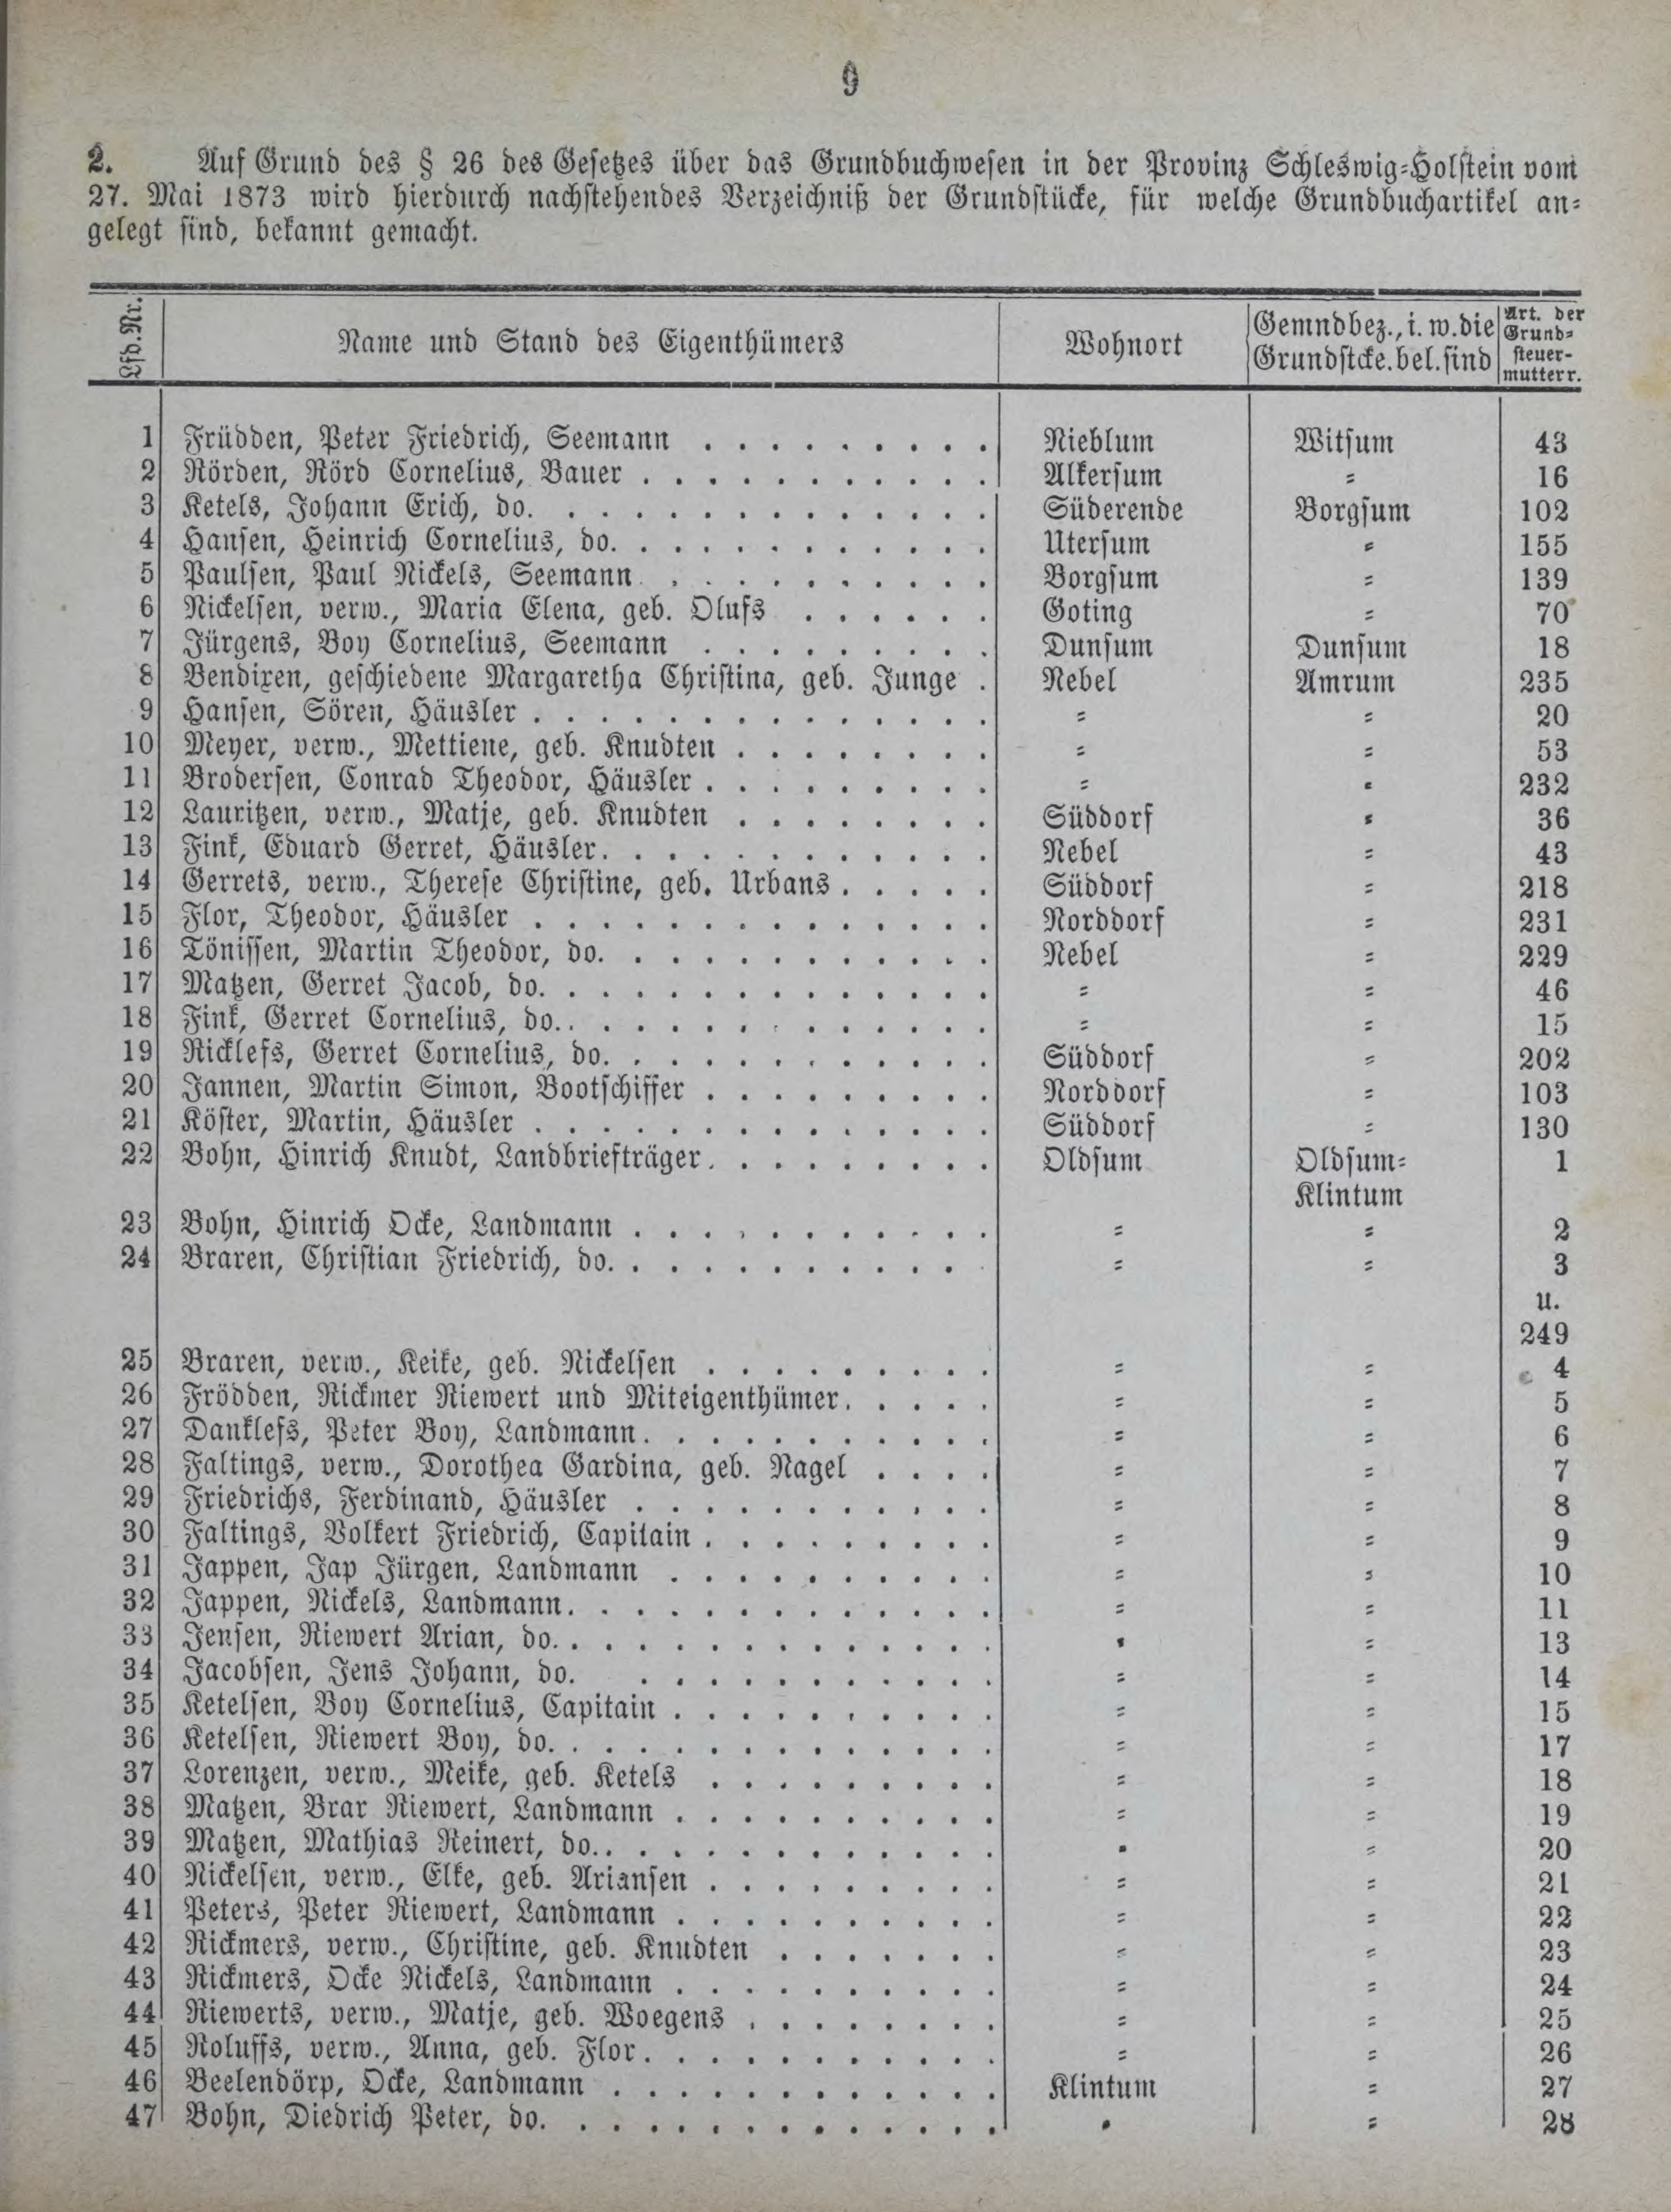 9
2. Auf Grund des § 26 des Gesetzes über das Grundbuchwesen in der Provinz Schleswig-Holstein vom
27. Mai 1873 wird hierdurch nachstehendes Verzeichniß der Grundstücke, für welche Grundbuchartikel an-
gelegt sind, bekannt gemacht.
Lfd. Nr. Name und Stand des Eigenthümers Wohnort Gemndbez., i. w. die Grundstcke. bel. sind Art. der Grund-steuer-mutterr.
1 Früdden, Peter Friedrich, Seemann . . . . . . . . . Nieblum Witsum 43
2 Rörden, Rörd Cornelius, Bauer . . . . . . . . . . . Alkersum = 16
3 Ketels, Johann Erich, do. . . . . . . . . . . . . . . Süderende Borgsum 102
4 Hansen, Heinrich Cornelius, do. . . . . . . . . . . . Utersum = 155
5 Paulsen, Paul Nickels, Seemann . . . . . . . . . . . Borgsum = 139
6 Nickelsen, verw., Maria Elena, geb. Olufs . . . . . . Goting = 70
7 Jürgens, Boy Cornelius, Seemann . . . . . . . . . Dunsum Dunsum 18
8 Bendixen, geschiedene Margaretha Christina, geb. Junge . Nebel Amrum 235
9 Hansen, Sören, Häusler . . . . . . . . . . . . . . = = 20
10 Meyer, verw., Mettiene, geb. Knudten . . . . . . . . = = 53
11 Brodersen, Conrad Theodor, Häusler . . . . . . . . . = = 232
12 Lauritzen, verw., Matje, geb. Knudten . . . . . . . . Süddorf = 36
13 Fink, Eduard Gerret, Häusler. . . . . . . . . . . . Nebel = 43
14 Gerrets, verw., Therese Christine, geb. Urbans . . . . . Süddorf = 218
15 Flor, Theodor, Häusler . . . . . . . . . . . . . . Norddorf = 231
16 Tönissen, Martin Theodor, do. . . . . . . . . . . . Nebel = 229
17 Matzen, Gerret Jacob, do. . . . . . . . . . . . . . = = 46
18 Fink, Gerret Cornelius, do. . . . . . . . . . . . . . = = 15
19 Ricklefs, Gerret Cornelius, do. . . . . . . . . . . . Süddorf = 202
20 Jannen, Martin Simon, Bootschiffer . . . . . . . . . Norddorf = 103
21 Köster, Martin, Häusler . . . . . . . . . . . . . . Süddorf = 130
22 Bohn, Hinrich Knudt, Landbriefträger. . . . . . . . . Oldsum Oldsum- 1
Klintum
23 Bohn, Hinrich Ocke, Landmann . . . . . . . . . . . = = 2
24 Braren, Christian Friedrich, do. . . . . . . . . . . . = = 3
u.
249
25 Braren, verw., Keike, geb. Nickelsen . . . . . . . . . = = 4
26 Frödden, Rickmer Riewert und Miteigenthümer. . . . . = = 5
27 Danklefs, Peter Boy, Landmann. . . . . . . . . . . = = 6
28 Faltings, verw., Dorothea Gardina, geb. Nagel . . . . = = 7
29 Friedrichs, Ferdinand, Häusler . . . . . . . . . . . = = 8
30 Faltings, Volkert Friedrich, Capitain . . . . . . . . . = = 9
31 Jappen, Jap Jürgen, Landmann . . . . . . . . . . = = 10
32 Jappen, Nickels, Landmann. . . . . . . . . . . . . = = 11
33 Jensen, Riewert Arian, do. . . . . . . . . . . . . . = = 13
34 Jacobsen, Jens Johann, do. . . . . . . . . . . . = = 14
35 Ketelsen, Boy Cornelius, Capitain . . . . . . . . . . = = 15
36 Ketelsen, Riewert Boy, do. . . . . . . . . . . . . . = = 17
37 Lorenzen, verw., Meike, geb. Ketels . . . . . . . . . = = 18
38 Matzen, Brar Riewert, Landmann . . . . . . . . . . = = 19
39 Matzen, Mathias Reinert, do. . . . . . . . . . . . . = = 20
40 Nickelsen, verw., Elke, geb. Ariansen . . . . . . . . . = = 21
41 Peters, Peter Riewert, Landmann . . . . . . . . . . = = 22
42 Rickmers, verw., Christine, geb. Knudten . . . . . . . = = 23
43 Rickmers, Ocke Nickels, Landmann . . . . . . . . . . = = 24
44 Riewerts, verw., Matje, geb. Woegens . . . . . . . . = = 25
45 Roluffs, verw., Anna, geb. Flor. . . . . . . . . . . = = 26
46 Beelendörp, Ocke, Landmann . . . . . . . . . . . . Klintum = 27
47 Bohn, Diedrich Peter, do. . . . . . . . . . . . . . = = 28